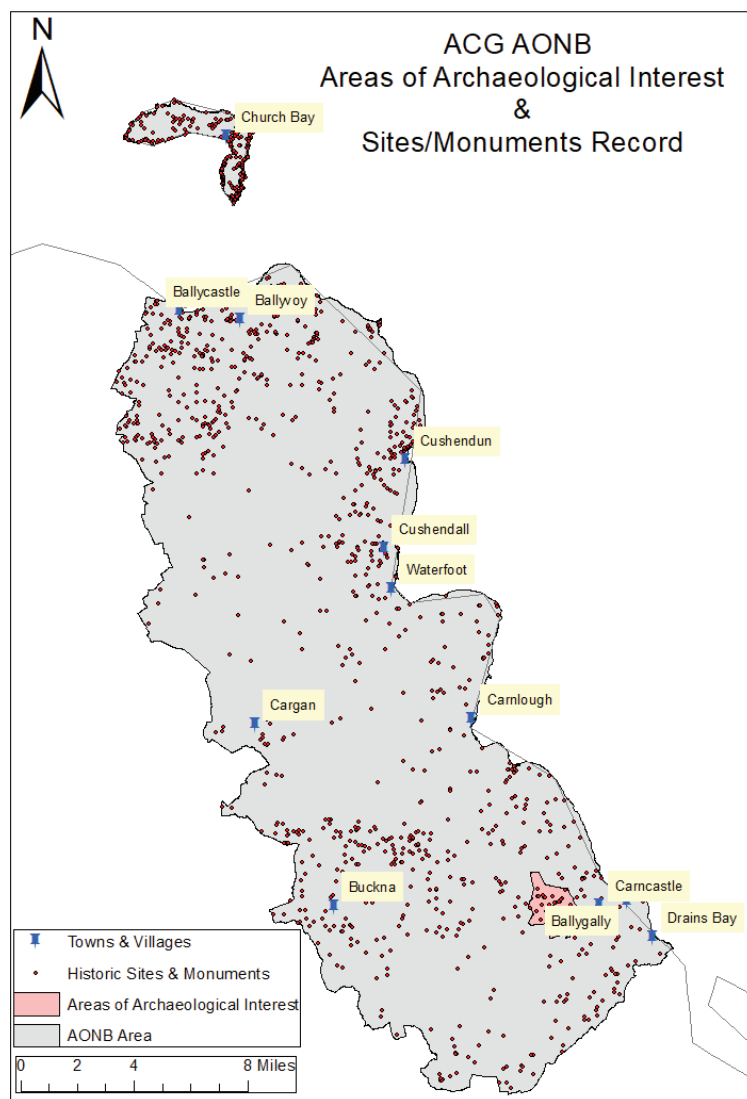 N
ACG AONB
Areas of Archaeological Interest
&
Sites/Monuments Record
Church Bay
Ballycastle
Ballyvoy
Cushendun
Cushendall
Waterfoot
Cargan
Carnlough
Buckna
Carncastle
Ballygally
Drains Bay
Towns & Villages
Historic Sites & Monuments
Areas of Archaeological Interest
AONB Area
0 2 4 8 Miles